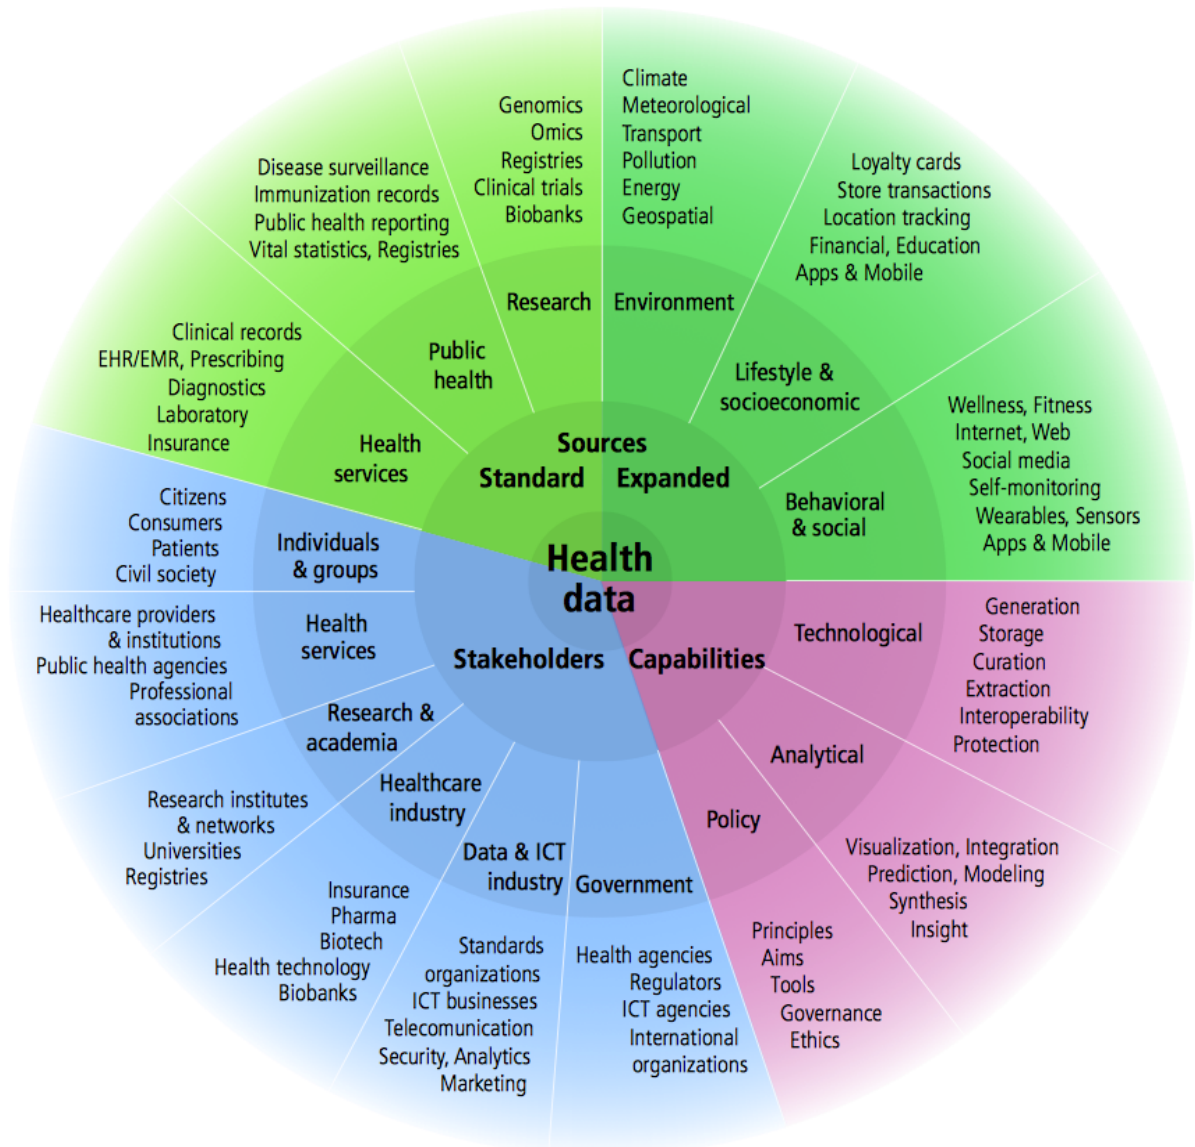 Health
data
Sources
Standard
Expanded
Stakeholders
Capabilities
Research
Genomics
Omics
Registries
Clinical trials
Biobanks
Public
health
Disease surveillance
Immunization records
Public health reporting
Vital statistics, Registries
Health
services
Clinical records
EHR/EMR, Prescribing
Diagnostics
Laboratory
Insurance
Environment
Climate
Meteorological
Transport
Pollution
Energy
Geospatial
Lifestyle &
socioeconomic
Loyalty cards
Store transactions
Location tracking
Financial, Education
Apps & Mobile
Behavioral
& social
Wellness, Fitness
Internet, Web
Social media
Self-monitoring
Wearables, Sensors
Apps & Mobile
Technological
Generation
Storage
Curation
Extraction
Interoperability
Protection
Analytical
Visualization, Integration
Prediction, Modeling
Synthesis
Insight
Policy
Principles
Aims
Tools
Governance
Ethics
Government
Health agencies
Regulators
ICT agencies
International
organizations
Data & ICT
industry
Standards
organizations
ICT businesses
Telecomunication
Security, Analytics
Marketing
Healthcare
industry
Insurance
Pharma
Biotech
Health technology
Biobanks
Research &
academia
Research institutes
& networks
Universities
Registries
Health
services
Healthcare providers
& institutions
Public health agencies
Professional
associations
Individuals
& groups
Citizens
Consumers
Patients
Civil society